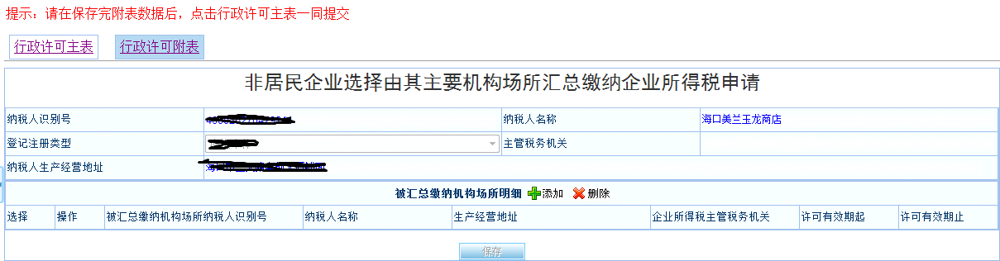 提示：请在保存完附表数据后，点击行政许可主表一同提交
行政许可主表 行政许可附表
非居民企业选择由其主要机构场所汇总缴纳企业所得税申请
纳税人识别号 纳税人名称 海口美兰玉龙商店
登记注册类型 主管税务机关
纳税人生产经营地址
被汇总缴纳机构场所明细 添加 删除
选择 操作 被汇总缴纳机构场所纳税人识别号 纳税人名称 生产经营地址 企业所得税主管税务机关 许可有效期起 许可有效期止
保存